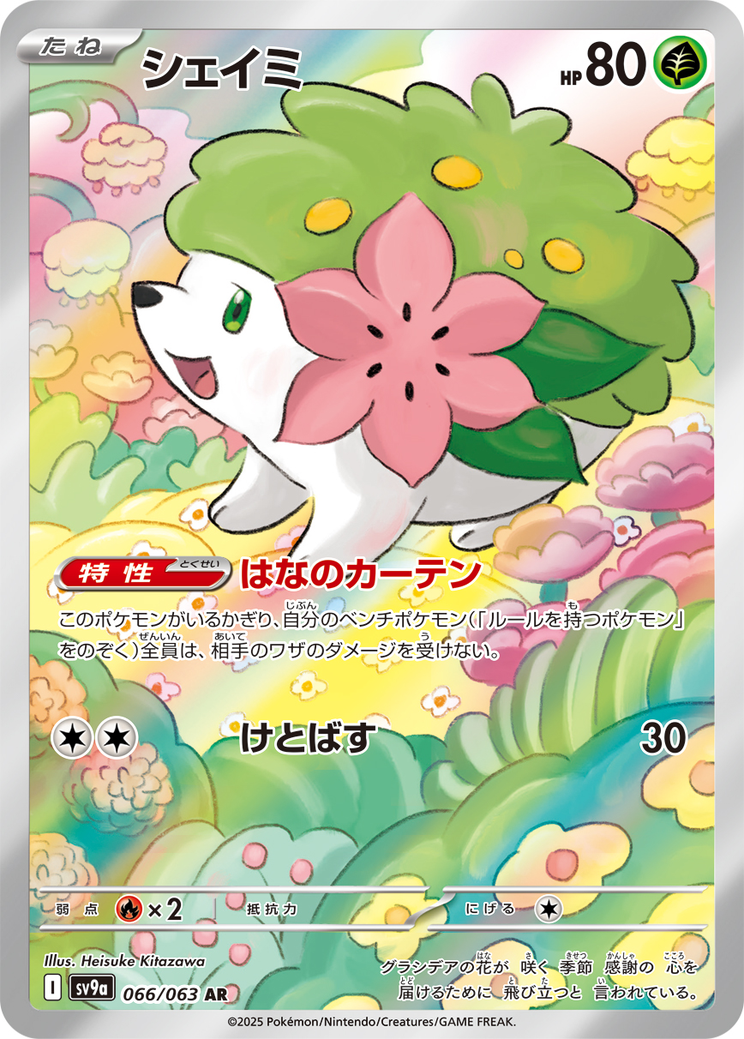 たね
シェイミ
HP80
特性 とくせい
はなのカーテン
このポケモンがいるかぎり、自分のベンチポケモン(「ルールを持つポケモン」
をのぞく)全員は、相手のワザのダメージを受けない。
けとばす 30
弱点 ×2 抵抗力 にげる
Illus. Heisuke Kitazawa
I sv9a 066/063 AR
グラシデアの花が 咲く 季節 感謝の 心を
届けるために 飛び立つと 言われている。
©2025 Pokémon/Nintendo/Creatures/GAME FREAK.